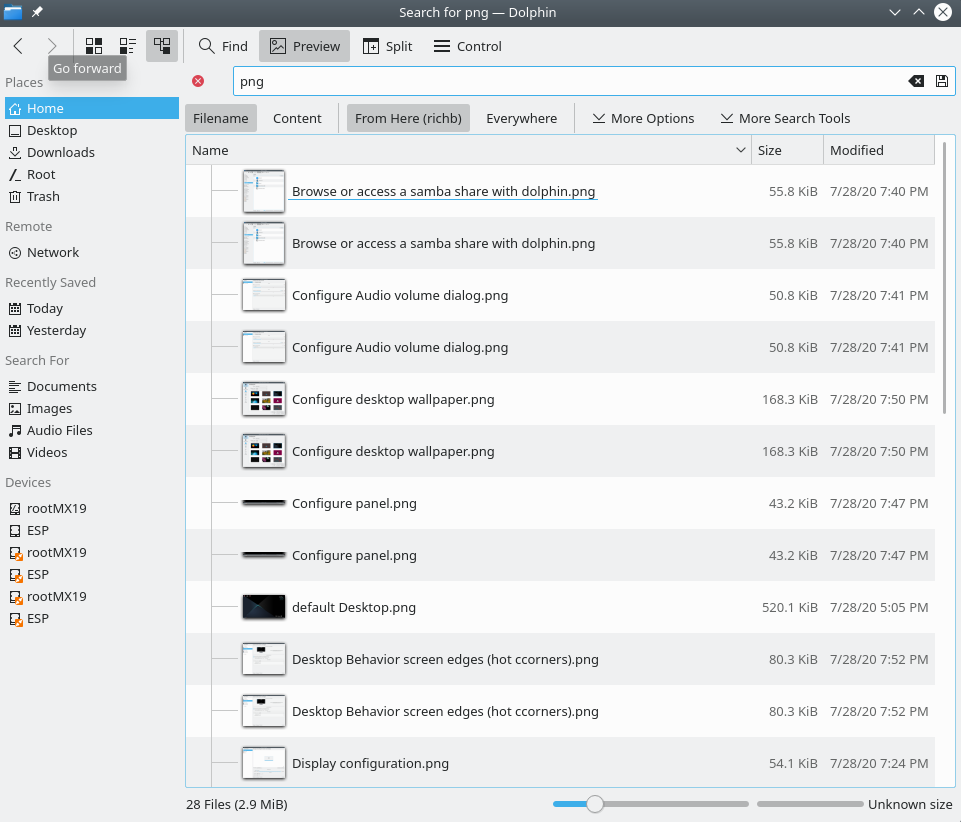 Search for png — Dolphin
Find Preview Split Control
Go forward
Places
Home
Desktop
Downloads
Root
Trash
Remote
Network
Recently Saved
Today
Yesterday
Search For
Documents
Images
Audio Files
Videos
Devices
rootMX19
ESP
rootMX19
ESP
rootMX19
ESP
png
Filename Content From Here (richb) Everywhere More Options More Search Tools
Name Size Modified
Browse or access a samba share with dolphin.png 55.8 KiB 7/28/20 7:40 PM
Browse or access a samba share with dolphin.png 55.8 KiB 7/28/20 7:40 PM
Configure Audio volume dialog.png 50.8 KiB 7/28/20 7:41 PM
Configure Audio volume dialog.png 50.8 KiB 7/28/20 7:41 PM
Configure desktop wallpaper.png 168.3 KiB 7/28/20 7:50 PM
Configure desktop wallpaper.png 168.3 KiB 7/28/20 7:50 PM
Configure panel.png 43.2 KiB 7/28/20 7:47 PM
Configure panel.png 43.2 KiB 7/28/20 7:47 PM
default Desktop.png 520.1 KiB 7/28/20 5:05 PM
Desktop Behavior screen edges (hot ccorners).png 80.3 KiB 7/28/20 7:52 PM
Desktop Behavior screen edges (hot ccorners).png 80.3 KiB 7/28/20 7:52 PM
Display configuration.png 54.1 KiB 7/28/20 7:24 PM
28 Files (2.9 MiB) Unknown size